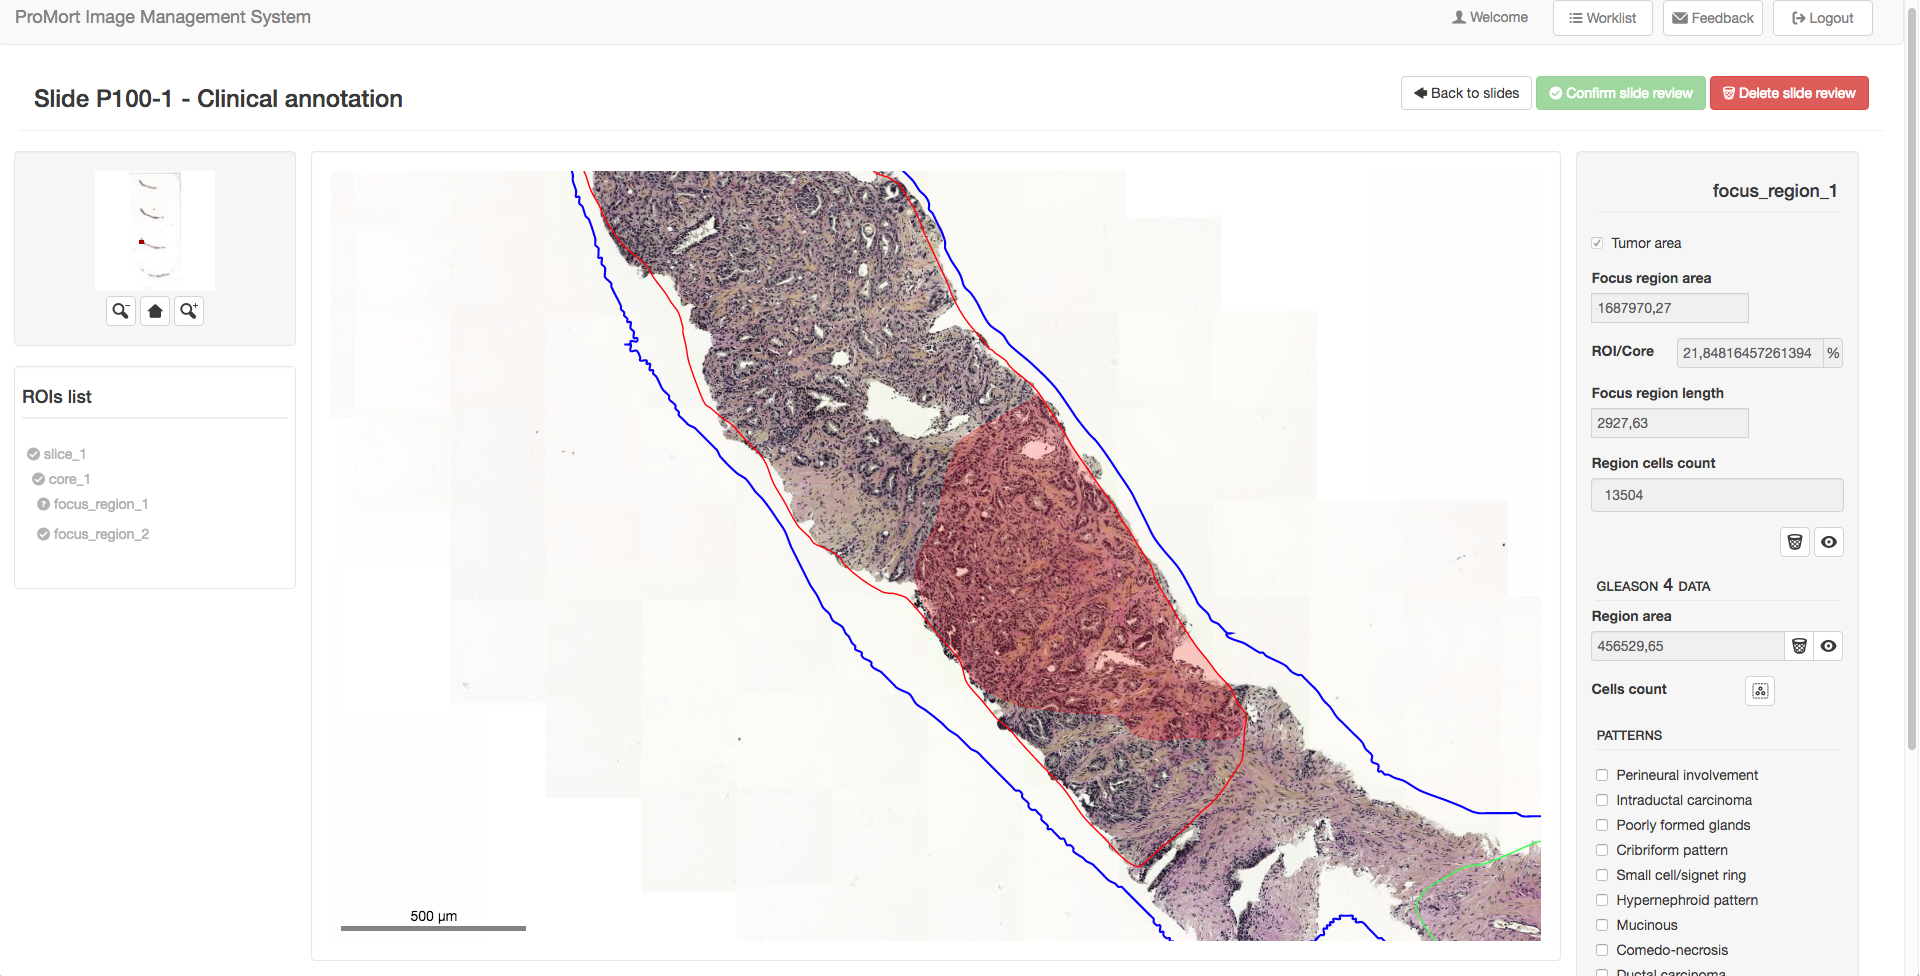 ProMort Image Management System
Welcome
Worklist
Feedback
Logout
Slide P100-1 - Clinical annotation
Back to slides
Confirm slide review
Delete slide review
ROIs list
slice_1
core_1
focus_region_1
focus_region_2
500 µm
focus_region_1
Tumor area
Focus region area
1687970,27
ROI/Core
21,84816457261394 %
Focus region length
2927,63
Region cells count
13504
GLEASON 4 DATA
Region area
456529,65
Cells count
PATTERNS
Perineural involvement
Intraductal carcinoma
Poorly formed glands
Cribriform pattern
Small cell/signet ring
Hypernephroid pattern
Mucinous
Comedo-necrosis
Ductal carcinoma